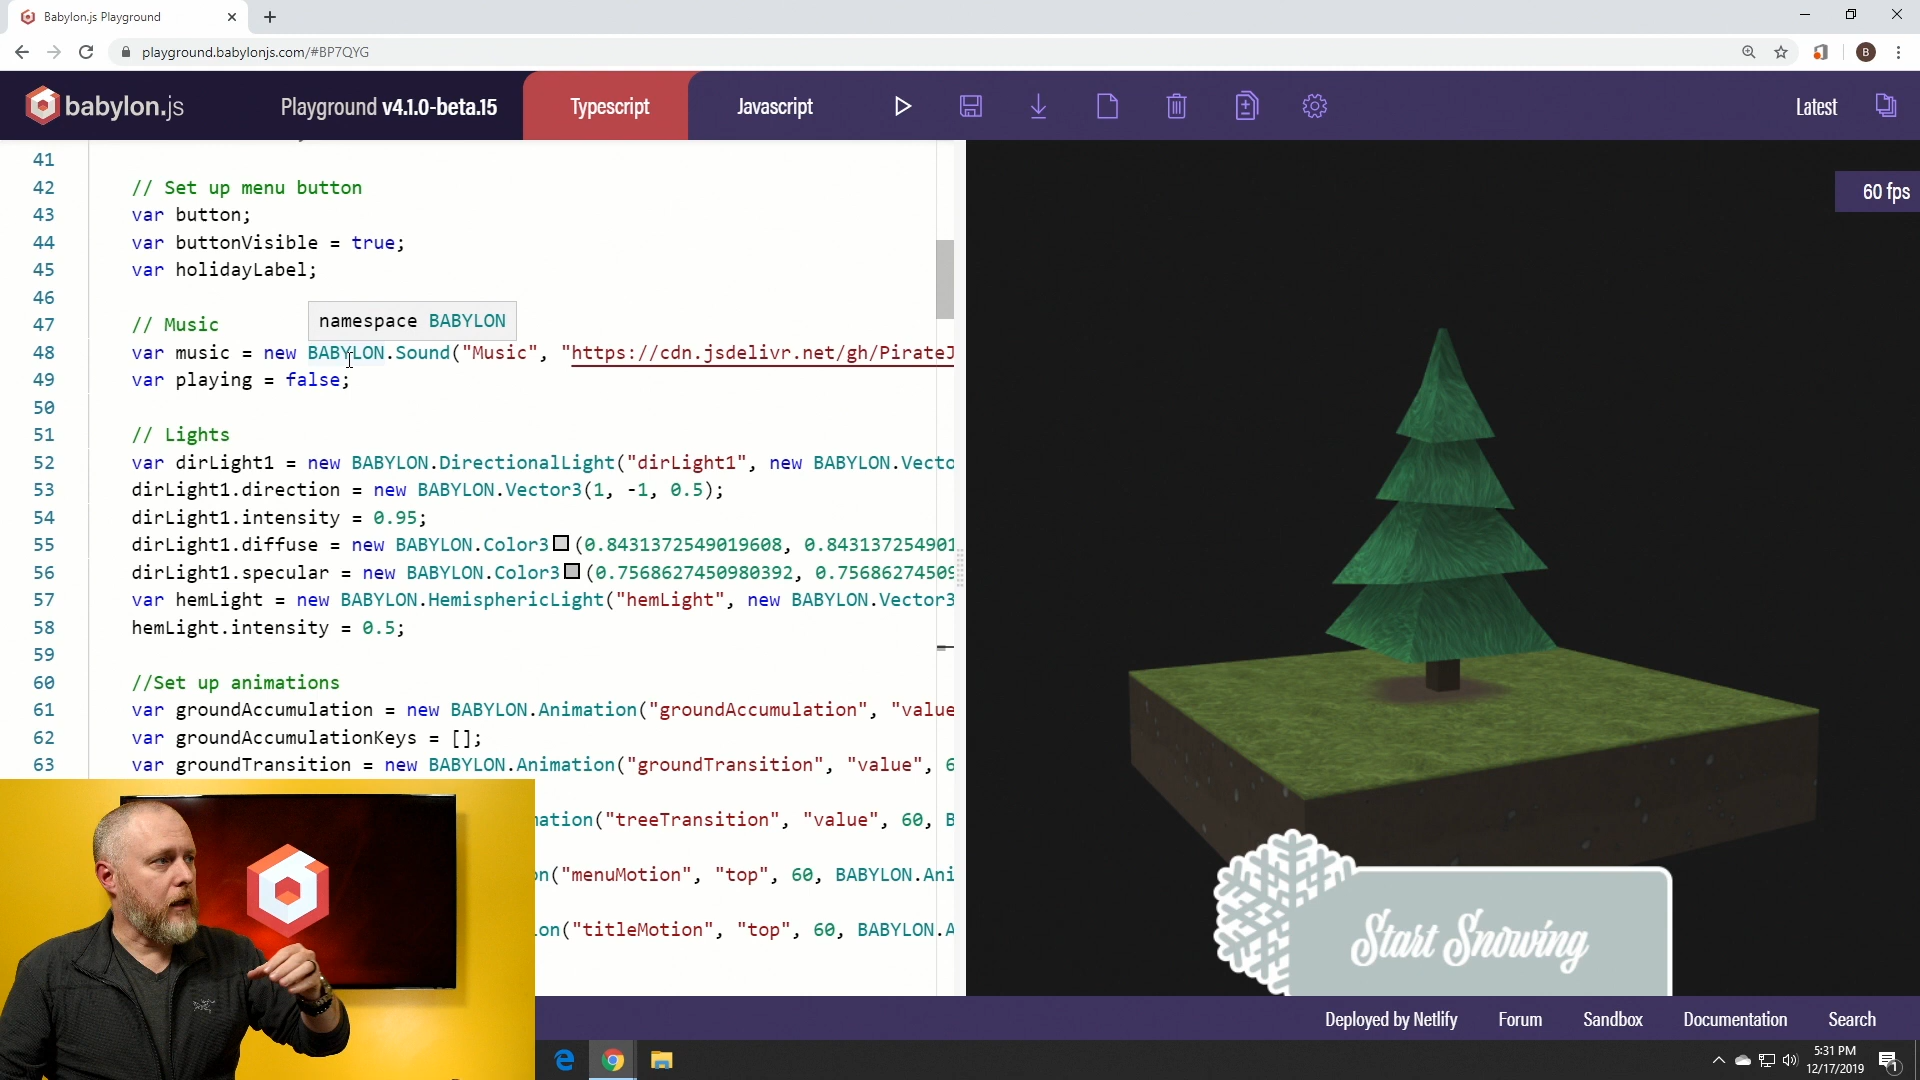 Babylon.js Playground
playground.babylonjs.com/#BP7QYG
B
babylon.js
Playground v4.1.0-beta.15
Typescript
Javascript
Latest
60 fps
41
42 // Set up menu button
43 var button;
44 var buttonVisible = true;
45 var holidayLabel;
46
namespace BABYLON
47 // Music
48 var music = new BABYLON.Sound("Music", "https://cdn.jsdelivr.net/gh/PirateJ
49 var playing = false;
50
51 // Lights
52 var dirLight1 = new BABYLON.DirectionalLight("dirLight1", new BABYLON.Vecto
53 dirLight1.direction = new BABYLON.Vector3(1, -1, 0.5);
54 dirLight1.intensity = 0.95;
55 dirLight1.diffuse = new BABYLON.Color3(0.8431372549019608, 0.84313725490
56 dirLight1.specular = new BABYLON.Color3(0.7568627450980392, 0.7568627450
57 var hemLight = new BABYLON.HemisphericLight("hemLight", new BABYLON.Vector3
58 hemLight.intensity = 0.5;
59
60 //Set up animations
61 var groundAccumulation = new BABYLON.Animation("groundAccumulation", "value
62 var groundAccumulationKeys = [];
63 var groundTransition = new BABYLON.Animation("groundTransition", "value", 6
mation("treeTransition", "value", 60, B
on("menuMotion", "top", 60, BABYLON.Ani
ion("titleMotion", "top", 60, BABYLON.A
Start Snowing
Deployed by Netlify
Forum
Sandbox
Documentation
Search
5:31 PM
12/17/2019
1